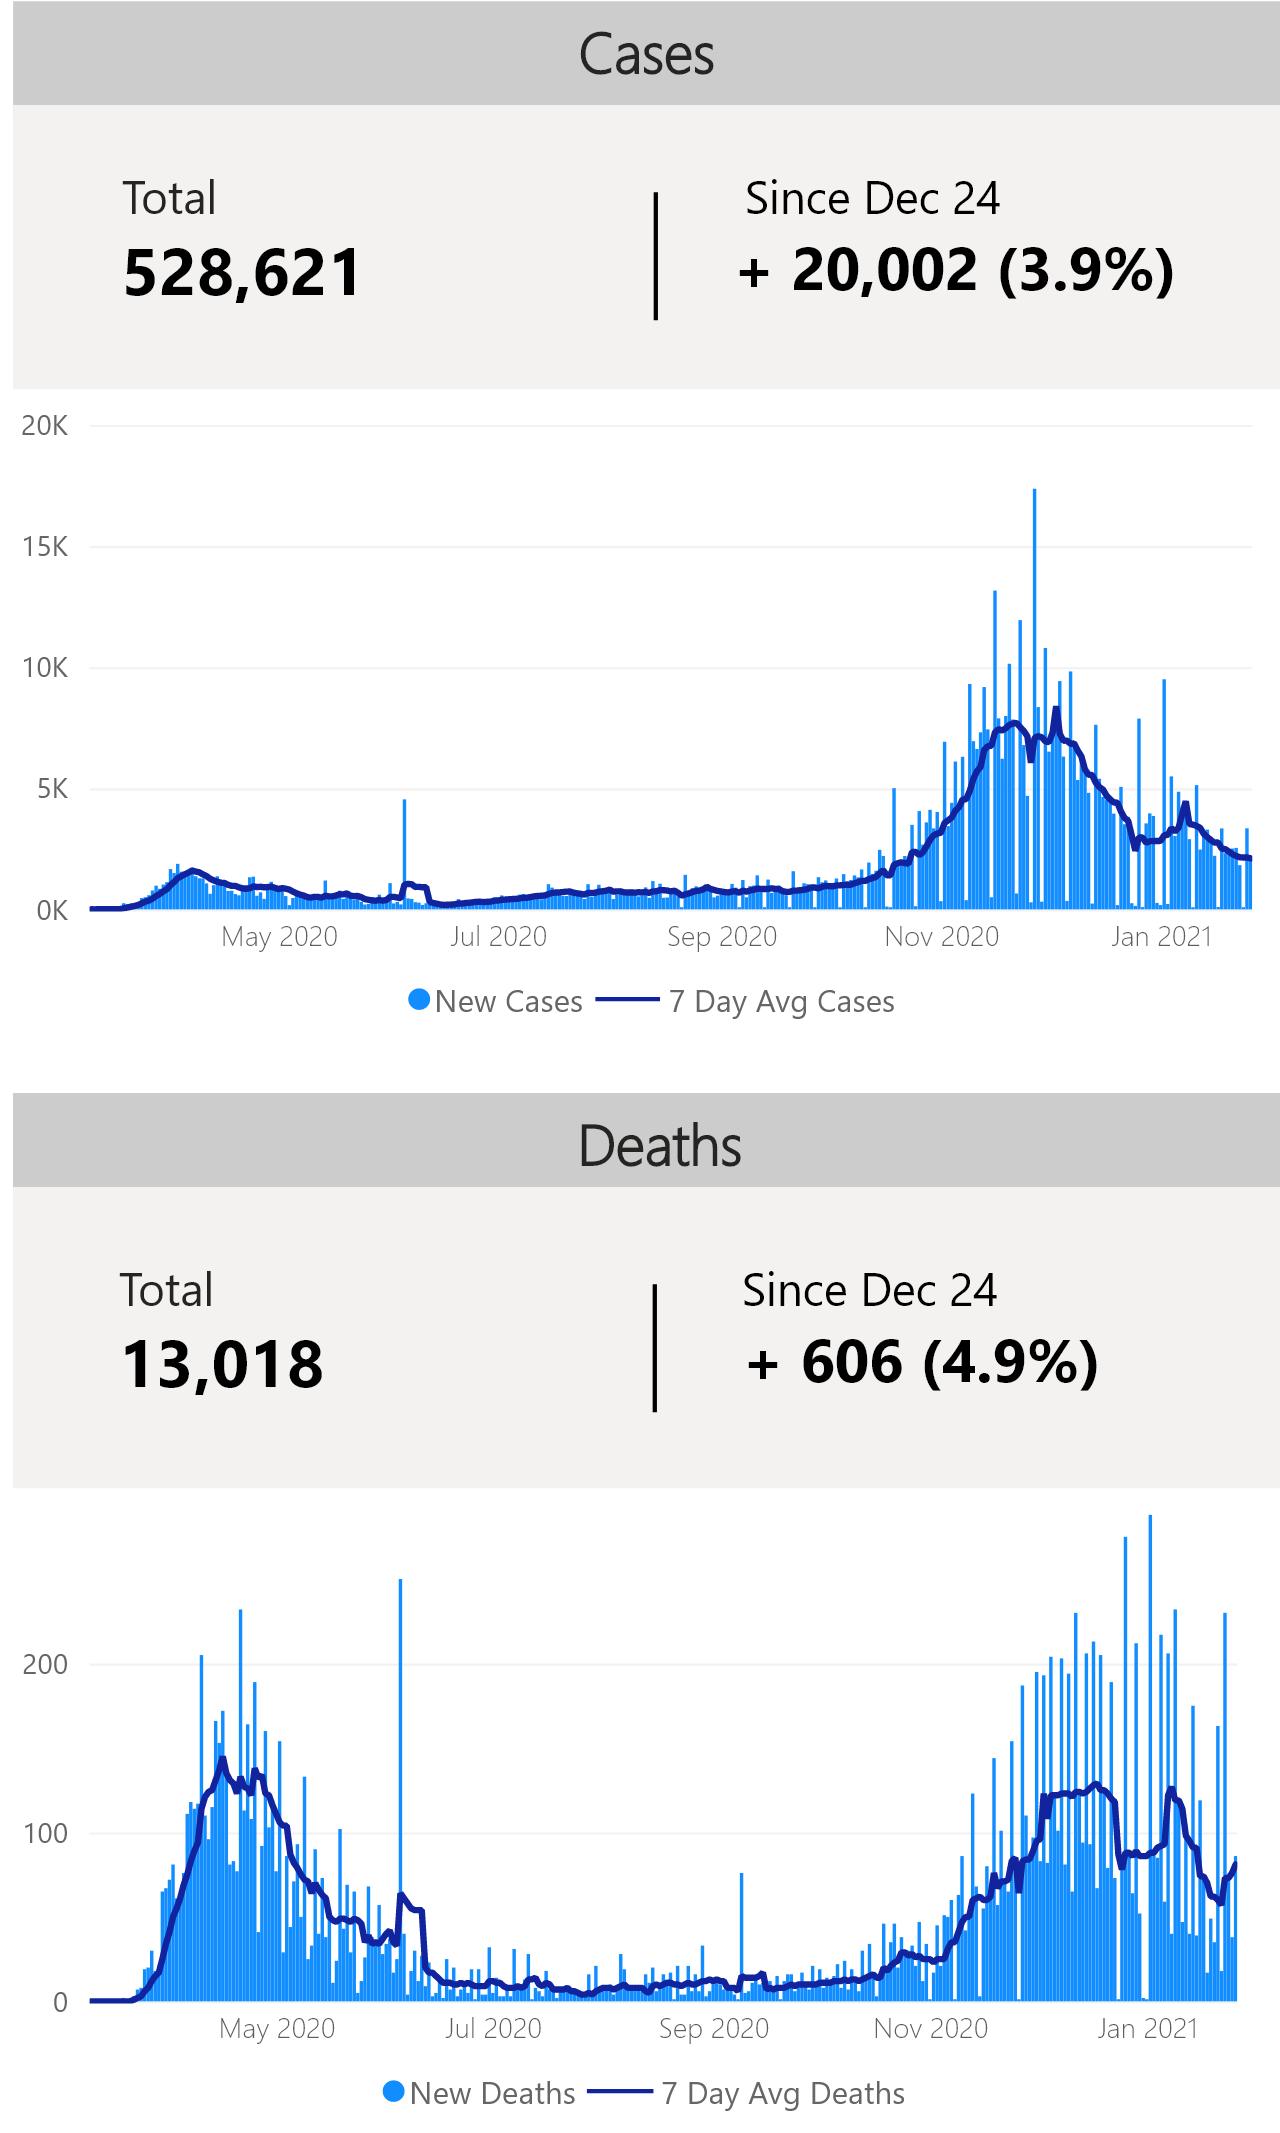 Cases
Total
Since Dec 24
528,621
+ 20,002 (3.9%)
20K
15K
10K
5K
0K
May 2020
Jul 2020
Sep 2020
Nov 2020
Jan 2021
New Cases
7 Day Avg Cases
Deaths
Total
Since Dec 24
13,018
+ 606 (4.9%)
200
100
0
May 2020
Jul 2020
Sep 2020
Nov 2020
Jan 2021
New Deaths
7 Day Avg Deaths